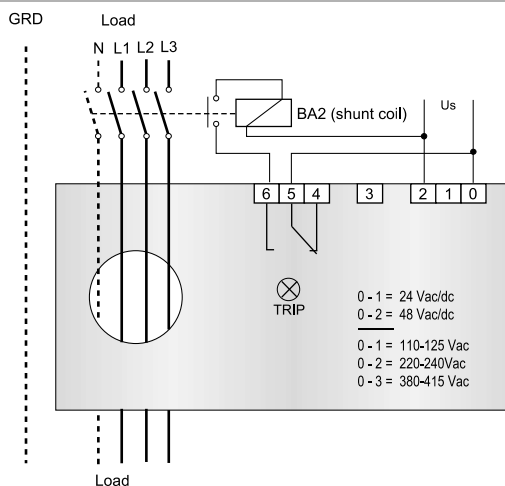 GRD
Load
N L1 L2 L3
BA2 (shunt coil)
Us
6 5 4 3 2 1 0
TRIP
0 - 1 = 24 Vac/dc
0 - 2 = 48 Vac/dc
0 - 1 = 110-125 Vac
0 - 2 = 220-240Vac
0 - 3 = 380-415 Vac
Load